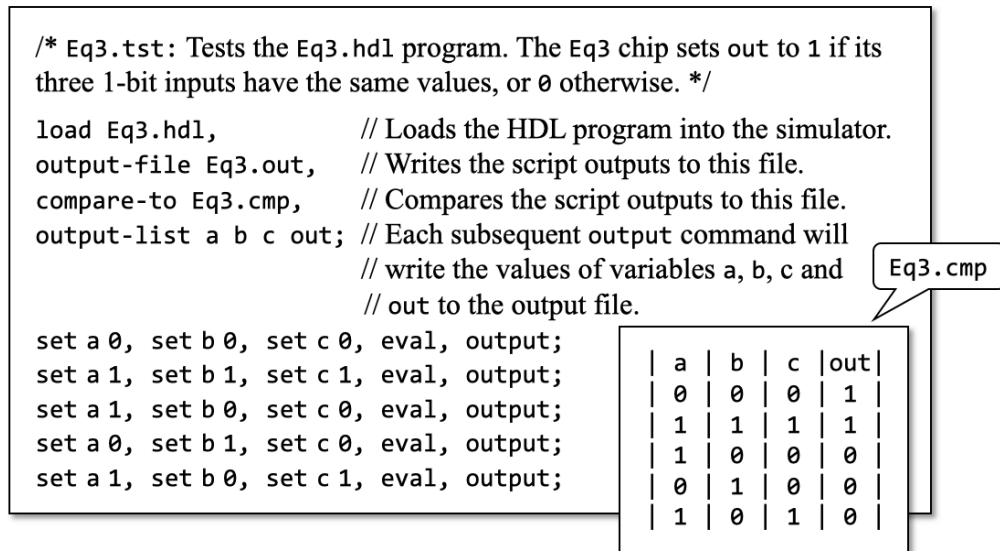 /* Eq3.tst: Tests the Eq3.hdl program. The Eq3 chip sets out to 1 if its
three 1-bit inputs have the same values, or 0 otherwise. */
load Eq3.hdl, // Loads the HDL program into the simulator.
output-file Eq3.out, // Writes the script outputs to this file.
compare-to Eq3.cmp, // Compares the script outputs to this file.
output-list a b c out; // Each subsequent output command will
// write the values of variables a, b, c and
// out to the output file.
set a 0, set b 0, set c 0, eval, output;
set a 1, set b 1, set c 1, eval, output;
set a 1, set b 0, set c 0, eval, output;
set a 0, set b 1, set c 0, eval, output;
set a 1, set b 0, set c 1, eval, output;
Eq3.cmp
| a | b | c |out|
| 0 | 0 | 0 | 1 |
| 1 | 1 | 1 | 1 |
| 1 | 0 | 0 | 0 |
| 0 | 1 | 0 | 0 |
| 1 | 0 | 1 | 0 |